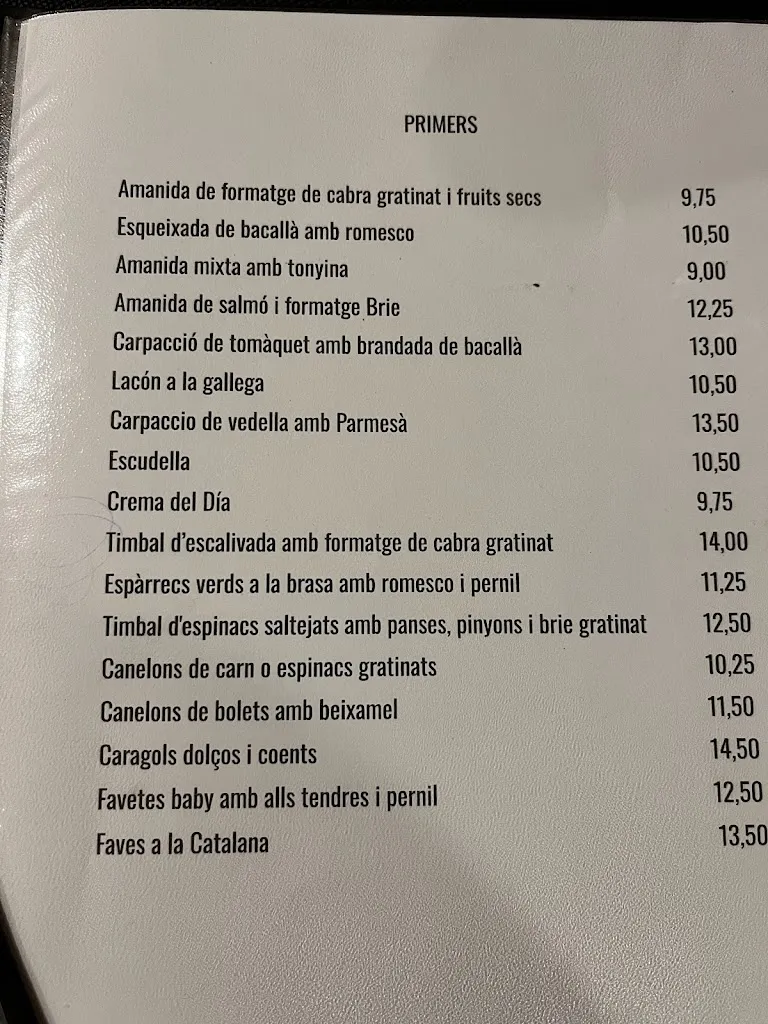 PRIMERS
Amanida de formatge de cabra gratinat i fruits secs 9,75
Esqueixada de bacallà amb romesco 10,50
Amanida mixta amb tonyina 9,00
Amanida de salmó i formatge Brie 12,25
Carpacció de tomàquet amb brandada de bacallà 13,00
Lacón a la gallega 10,50
Carpaccio de vedella amb Parmesà 13,50
Escudella 10,50
Crema del Día 9,75
Timbal d’escalivada amb formatge de cabra gratinat 14,00
Espàrrecs verds a la brasa amb romesco i pernil 11,25
Timbal d'espinacs saltejats amb panses, pinyons i brie gratinat 12,50
Canelons de carn o espinacs gratinats 10,25
Canelons de bolets amb beixamel 11,50
Caragols dolços i coents 14,50
Favetes baby amb alls tendres i pernil 12,50
Faves a la Catalana 13,50